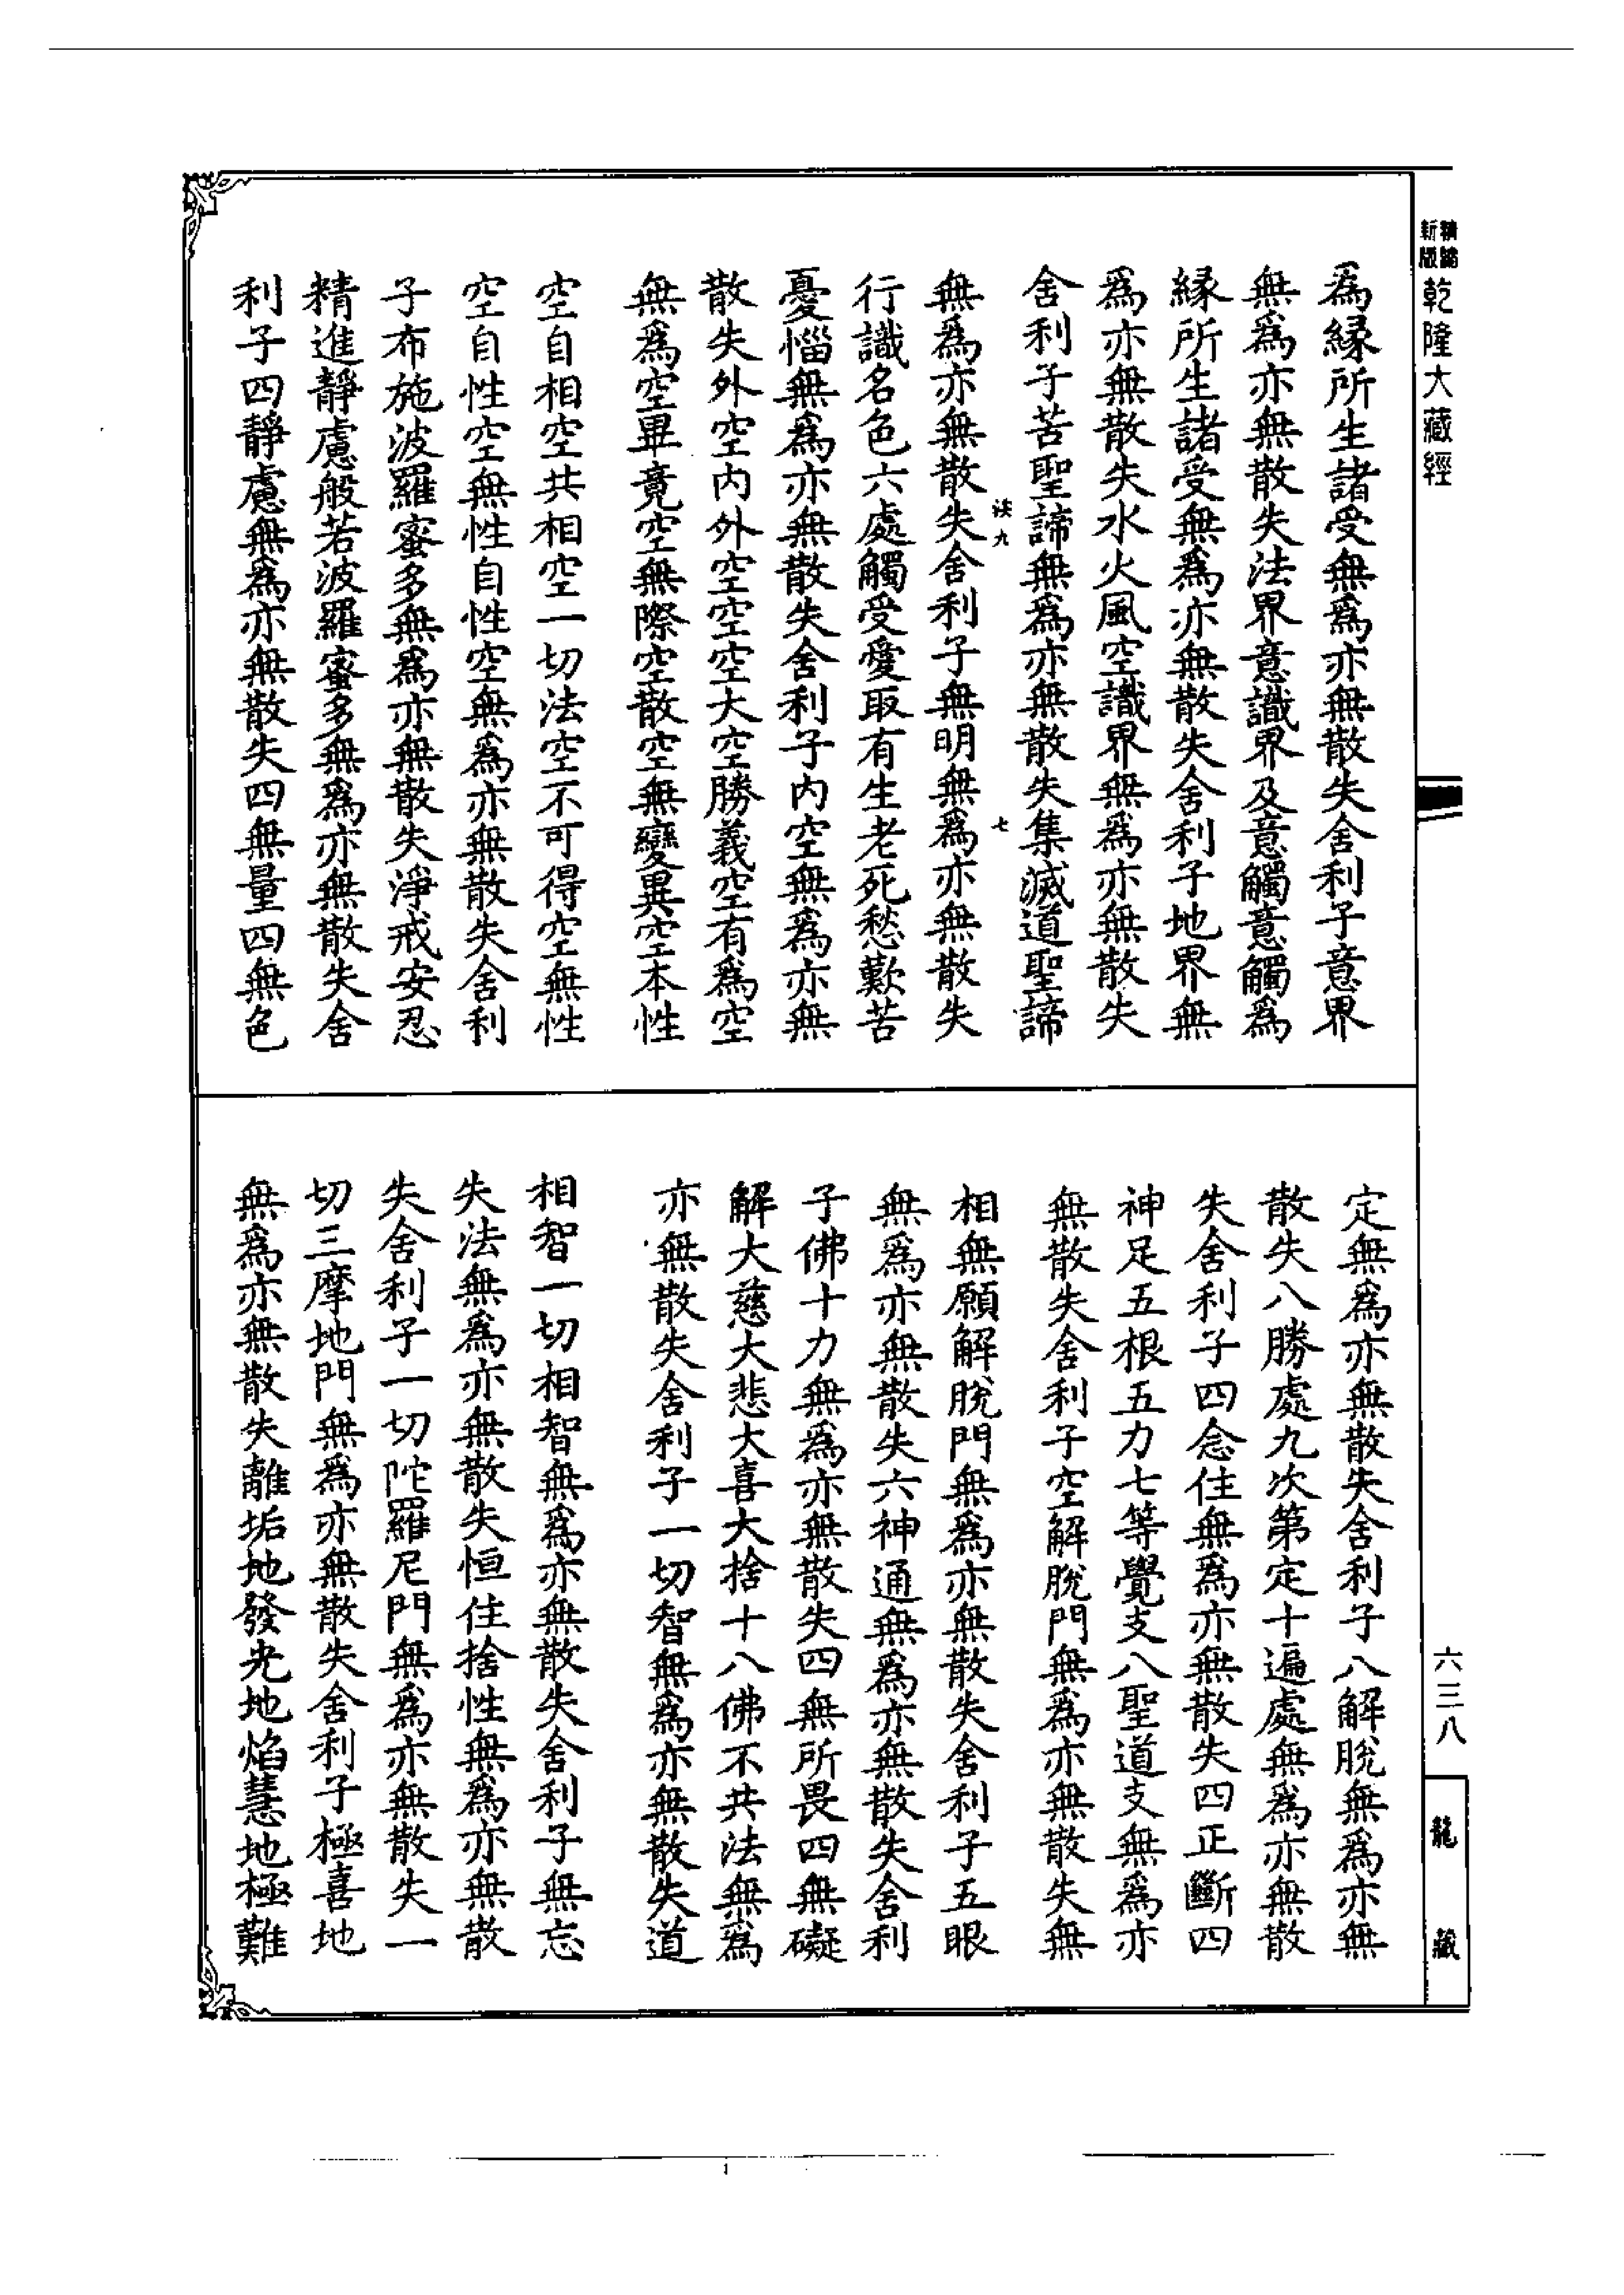 精縮
新版
乾隆大藏經
六三八
龍藏
爲緣所生諸受無爲亦無散失舍利子意界
無爲亦無散失法界意識界及意觸意觸爲
緣所生諸受無爲亦無散失舍利子地界無
爲亦無散失水火風空識界無爲亦無散失
舍利子苦聖諦無爲亦無散失集滅道聖諦
七
無爲亦無散失舍利子無明無爲亦無散失
行識名色六處觸受愛取有生老死愁歎苦
憂惱無爲亦無散失舍利子內空無爲亦無
散失外空內外空空空大空勝義空有爲空
無爲空畢竟空無際空散空無變異空本性
空自相空共相空一切法空不可得空無性
空自性空無性自性空無爲亦無散失舍利
子布施波羅蜜多無爲亦無散失淨戒安忍
精進靜慮般若波羅蜜多無爲亦無散失舍
利子四靜慮無爲亦無散失四無量四無色
定無爲亦無散失舍利子八解脫無爲亦無
散失八勝處九次第定十遍處無爲亦無散
失舍利子四念住無爲亦無散失四正斷四
神足五根五力七等覺支八聖道支無爲亦
無散失舍利子空解脫門無爲亦無散失無
相無願解脫門無爲亦無散失舍利子五眼
無爲亦無散失六神通無爲亦無散失舍利
子佛十力無爲亦無散失四無所畏四無礙
解大慈大悲大喜大捨十八佛不共法無爲
亦無散失舍利子一切智無爲亦無散失道
相智一切相智無爲亦無散失舍利子無忘
失法無爲亦無散失恒住捨性無爲亦無散
失舍利子一切陀羅尼門無爲亦無散失一
切三摩地門無爲亦無散失舍利子極喜地
無爲亦無散失離垢地發光地焰慧地極難